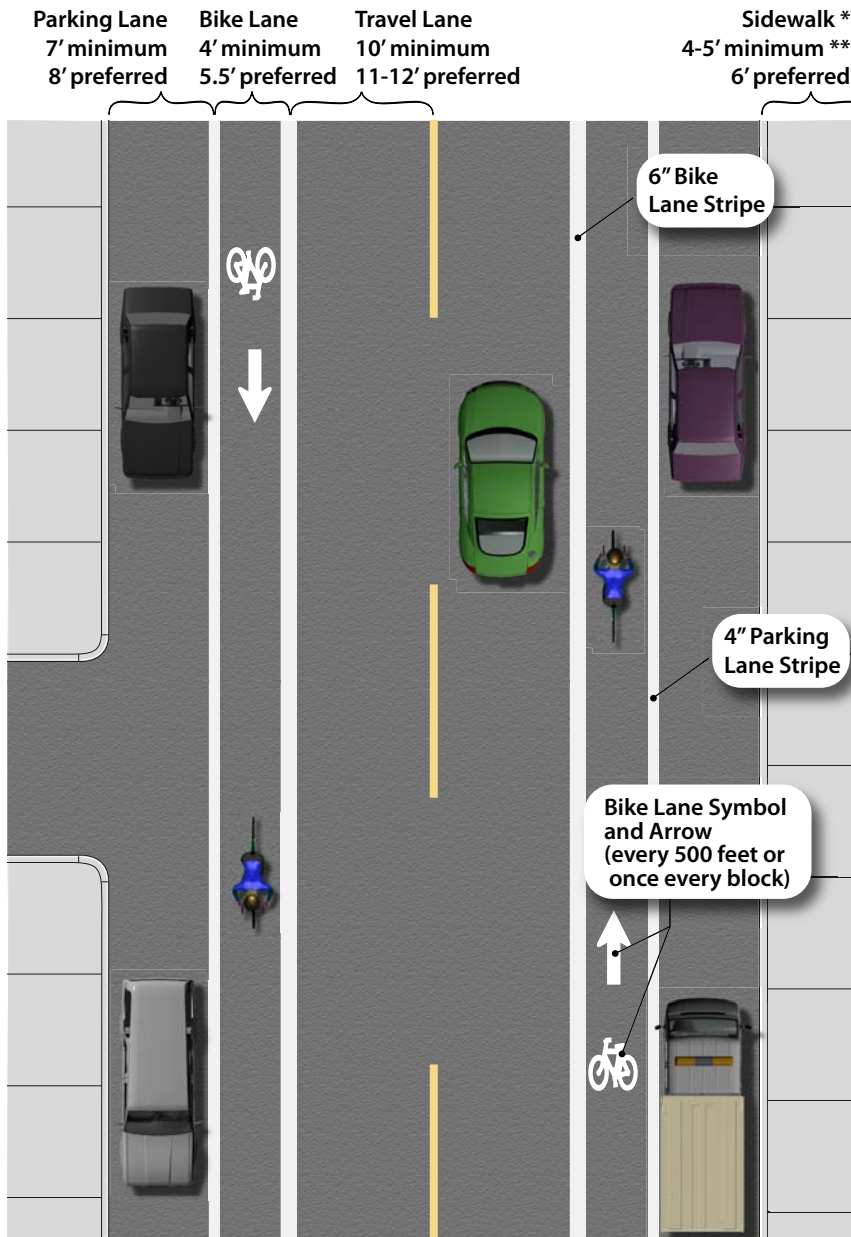 Parking Lane
7’ minimum
8’ preferred
Bike Lane
4’ minimum
5.5’ preferred
Travel Lane
10’ minimum
11-12’ preferred
Sidewalk *
4-5’ minimum **
6’ preferred
6” Bike
Lane Stripe
4” Parking
Lane Stripe
Bike Lane Symbol
and Arrow
(every 500 feet or
once every block)